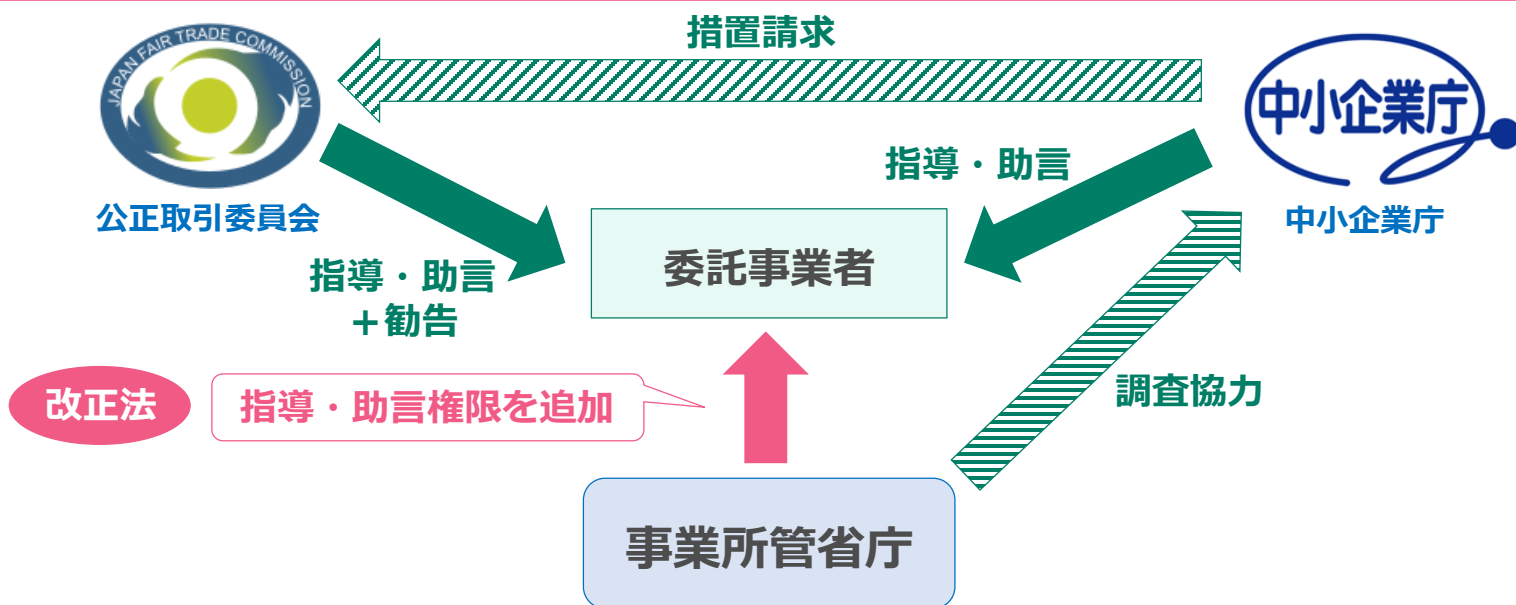 措置請求
JAPAN FAIR TRADE COMMISSION
中小企業庁
指導・助言
公正取引委員会
中小企業庁
委託事業者
指導・助言
＋勧告
改正法
指導・助言権限を追加
調査協力
事業所管省庁